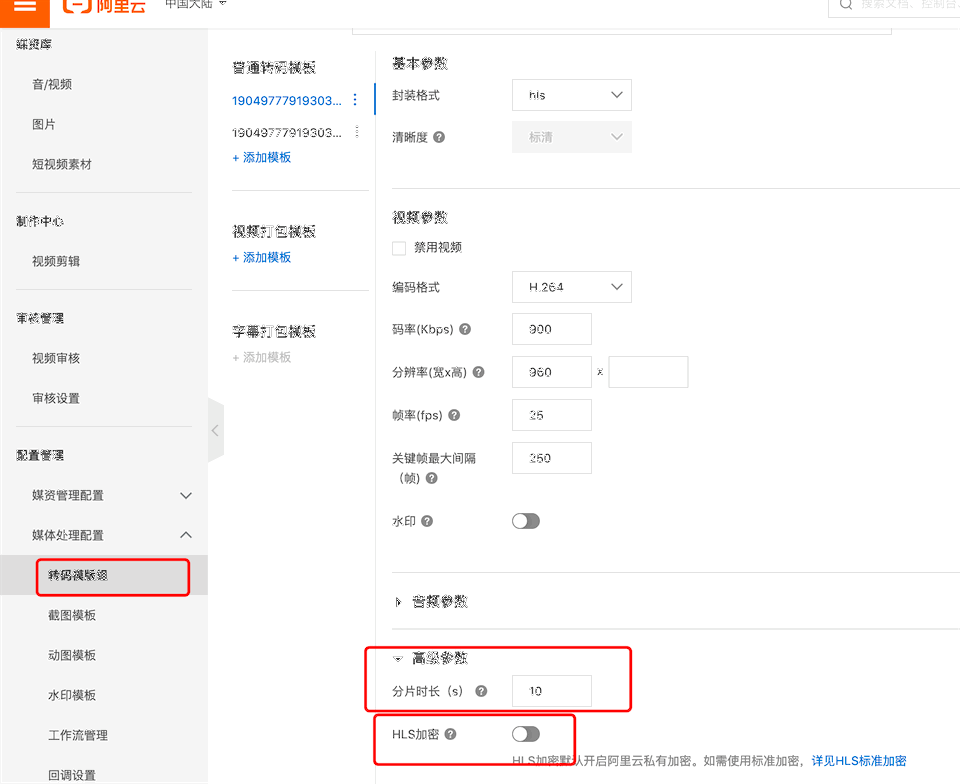 阿里云
中国大陆
搜索文档、控制台
媒资库
音/视频
图片
短视频素材
制作中心
视频剪辑
审核管理
视频审核
审核设置
配置管理
媒资管理配置
媒体处理配置
转码模版组
截图模板
动图模板
水印模板
工作流管理
回调设置
普通转码模板
19049777919303...
19049777919303...
+ 添加模板
视频打包模板
+ 添加模板
字幕打包模板
+ 添加模板
基本参数
封装格式 hls
清晰度 标清
视频参数
禁用视频
编码格式 H.264
码率(Kbps) 900
分辨率(宽x高) 960 x
帧率(fps) 25
关键帧最大间隔
（帧） 250
水印
音频参数
高级参数
分片时长（s） 10
HLS加密
HLS加密默认开启阿里云私有加密。如需使用标准加密，详见HLS标准加密